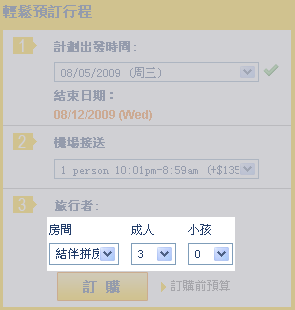 輕鬆預訂行程
1 計劃出發時間:
08/05/2009 (周三)
結束日期：
08/12/2009 (Wed)
2 機場接送
1 person 10:01pm-8:59am (+$135
3 旅行者:
房間 成人 小孩
結伴拼房 3 0
訂 購 訂購前預算